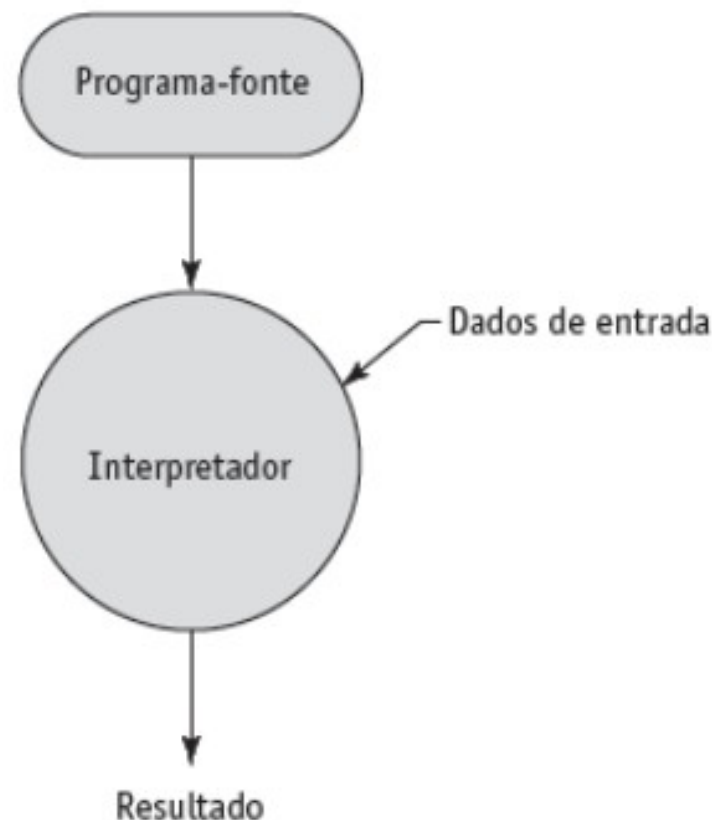 Programa-fonte
Dados de entrada
Interpretador
Resultado